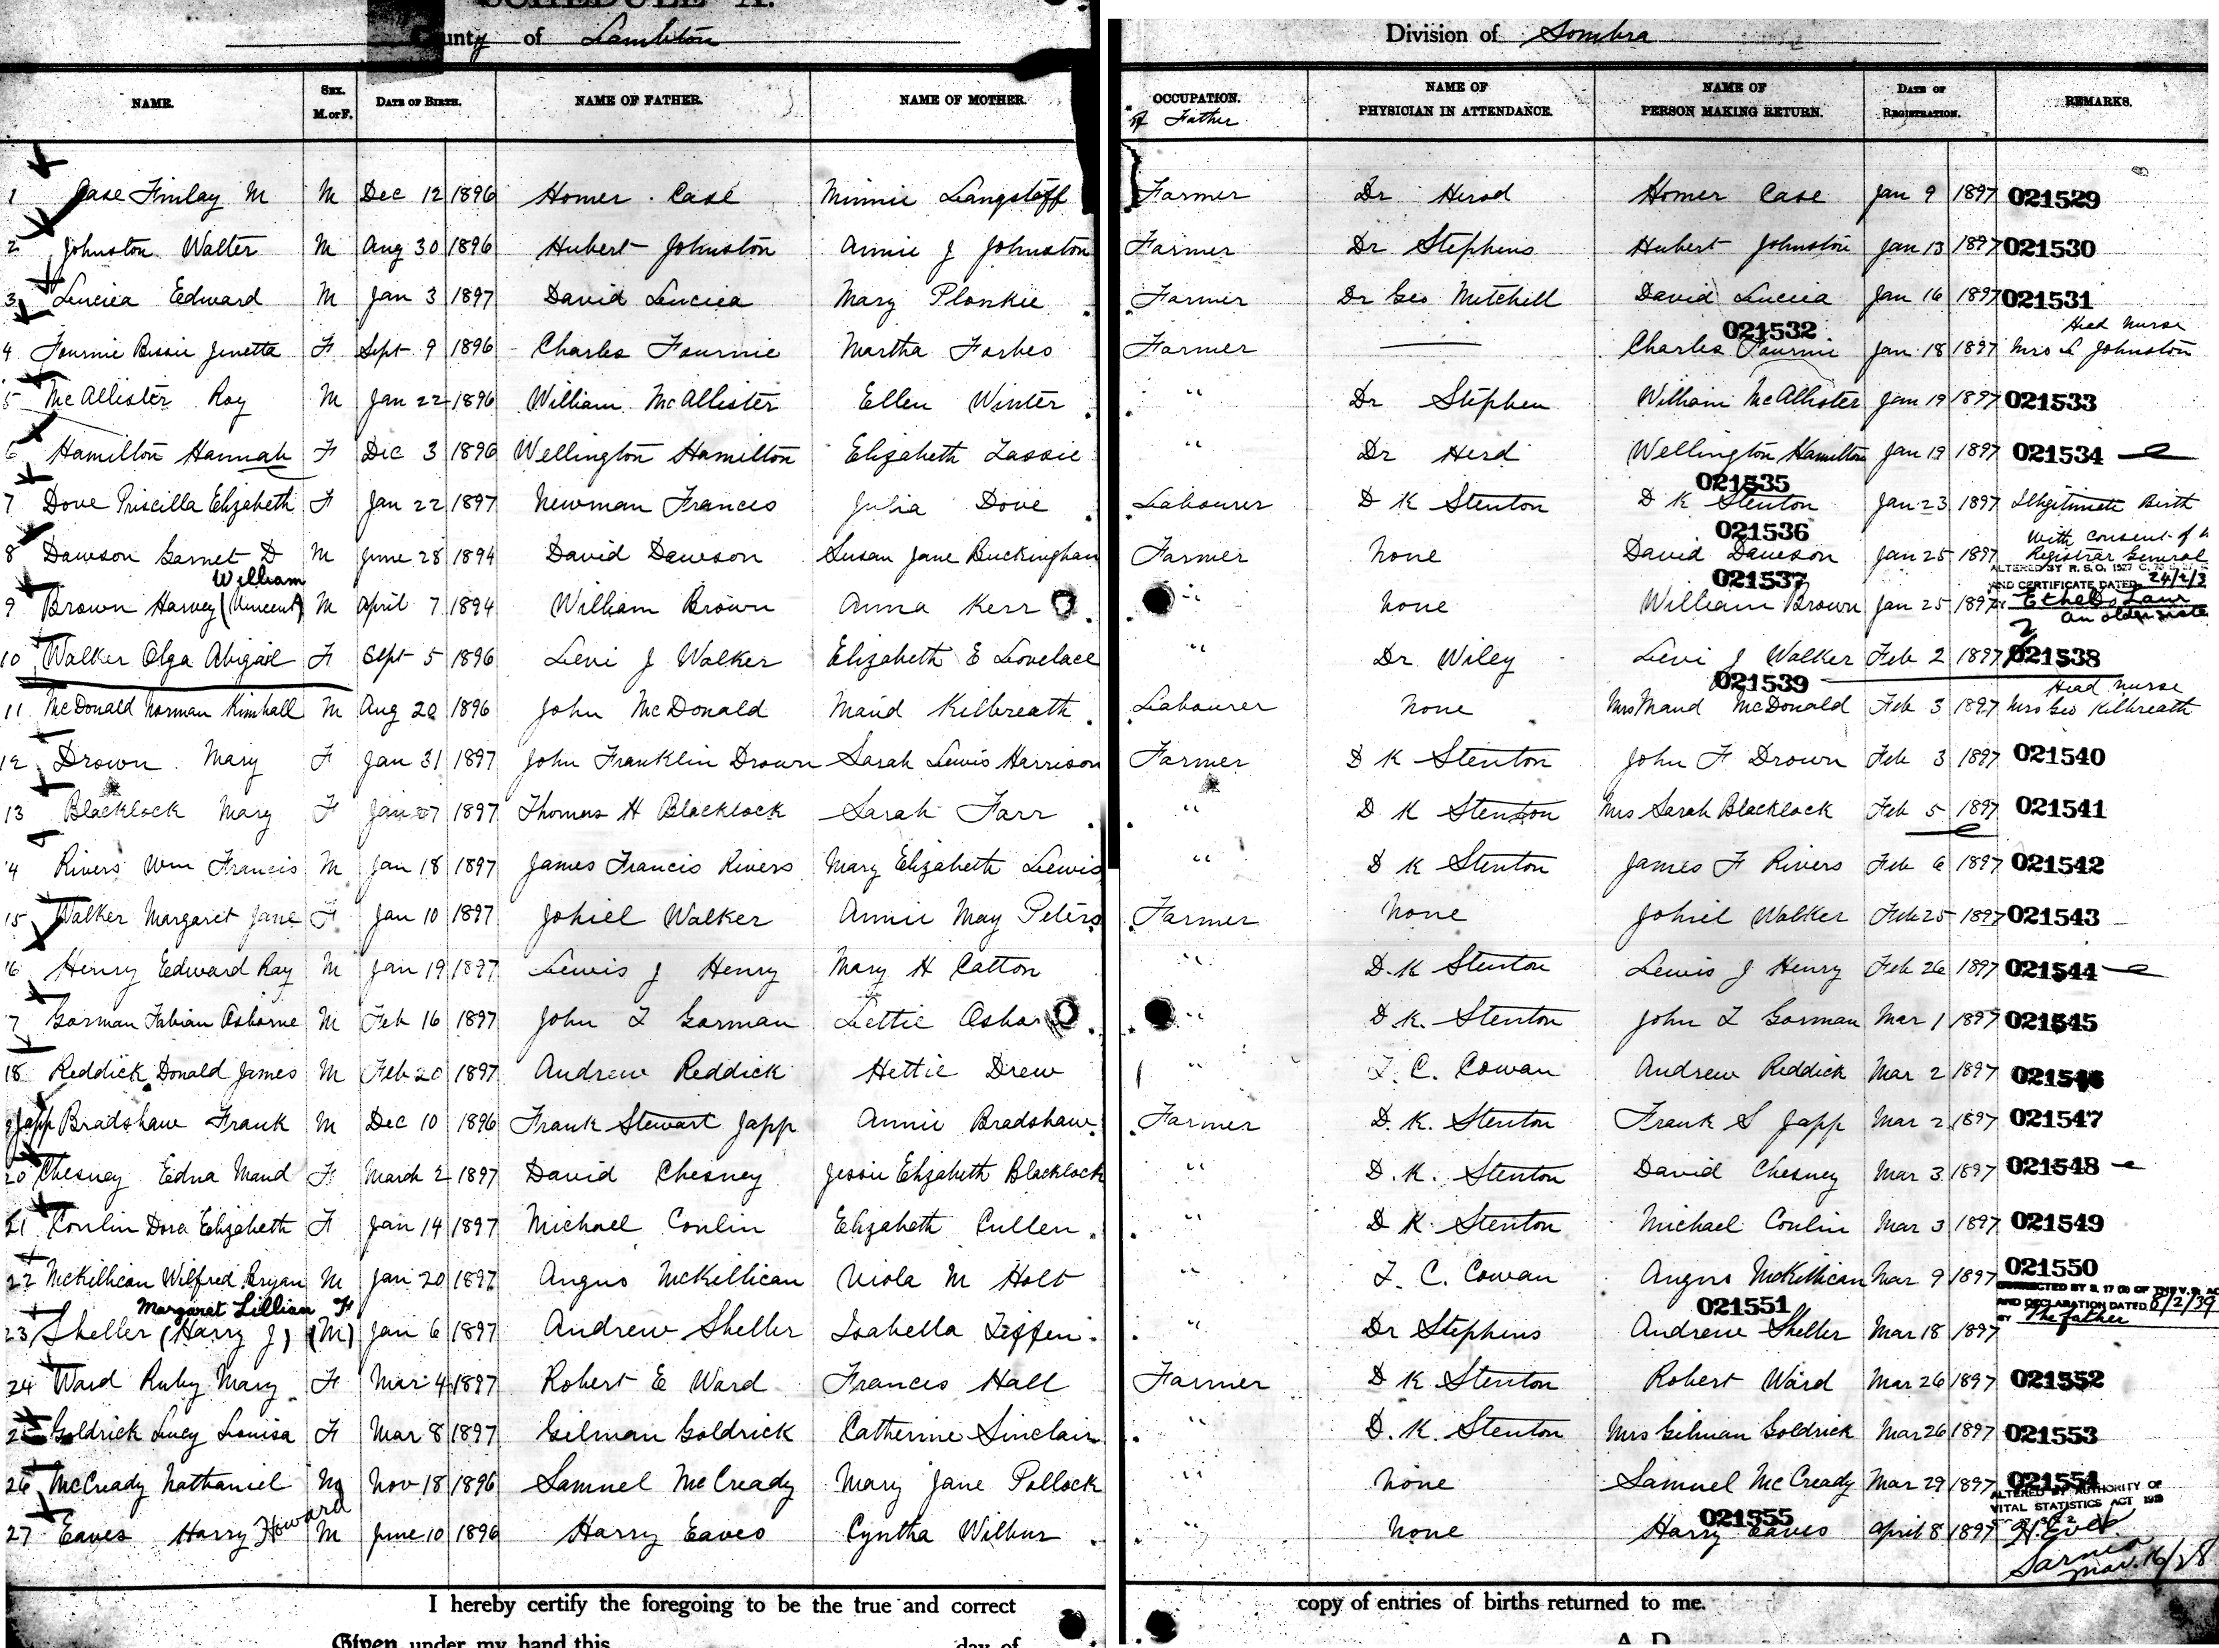 SCHEDULE A.
County of Lambton
Division of Sombra
NAME. SEX. M. or F. DATE OF BIRTH. NAME OF FATHER. NAME OF MOTHER. OCCUPATION. of Father NAME OF PHYSICIAN IN ATTENDANCE. NAME OF PERSON MAKING RETURN. DATE OF REGISTRATION. REMARKS.
1 Case Finlay M M Dec 12 1896 Homer Case Minnie Langstaff Farmer Dr Herod Homer Case Jan 9 1897 021529
2 Johnston Walter M Aug 30 1896 Hubert Johnston Annie J Johnston Farmer Dr Stephens Hubert Johnston Jan 13 1897 021530
3 Luciea Edward M Jan 3 1897 David Luciea Mary Plonkie Farmer Dr Geo Mitchell David Luciea Jan 16 1897 021531
021532 Head Nurse
4 Fournie Bissie Jenetta F Sept 9 1896 Charles Fournie Martha Forbes Farmer — Charles Fournie Jan 18 1897 Mrs L Johnston
5 McAllister Roy M Jan 22 1896 William McAllister Ellen Winter " Dr Stephen William McAllister Jan 19 1897 021533
6 Hamilton Hannah F Dec 3 1896 Wellington Hamilton Elizabeth Lassie " Dr Herd Wellington Hamilton Jan 19 1897 021534
021535
7 Dove Priscilla Elizabeth F Jan 22 1897 Newman Frances Julia Dove Labourer D K Stenton D K Stenton Jan 23 1897 Illegitimate Birth
021536 With consent of
8 Dawson Garnet D M June 28 1894 David Dawson Susan Jane Buckingham Farmer None David Dawson Jan 25 1897 Registrar General
William 021537 ALTERED BY R.S.O. 1927
AND CERTIFICATE DATED 24/2/3
9 Brown Harvey (Vincent) M April 7 1894 William Brown Anna Kerr " None William Brown Jan 25 1897 BY Ethel D. Laur
an older sister
10 Walker Olga Abigail F Sept 5 1896 Levi J Walker Elizabeth E Lovelace " Dr Wiley Levi J Walker Feb 2 1897 021538
021539 Head Nurse
11 McDonald Norman Kimball M Aug 20 1896 John McDonald Maud Kilbreath Labourer None Mrs Maud McDonald Feb 3 1897 Mrs Geo Kilbreath
12 Drown Mary F Jan 31 1897 John Franklin Drown Sarah Lewis Harrison Farmer D K Stenton John F Drown Feb 3 1897 021540
13 Blacklock Mary F Jan 27 1897 Thomas H Blacklock Sarah Farr " D K Stenton Mrs Sarah Blacklock Feb 5 1897 021541
14 Rivers Wm Francis M Jan 18 1897 James Francis Rivers Mary Elizabeth Lewis " D K Stenton James F Rivers Feb 6 1897 021542
15 Walker Margaret Jane F Jan 10 1897 Johiel Walker Annie May Peters Farmer None Johiel Walker Feb 25 1897 021543
16 Henry Edward Ray M Jan 19 1897 Lewis J Henry Mary H Catton " D. K Stenton Lewis J Henry Feb 26 1897 021544
17 Gorman Fabian Osborne M Feb 16 1897 John L Gorman Lettie " D K. Stenton John L Gorman Mar 1 1897 021545
18 Reddick Donald James M Feb 20 1897 Andrew Reddick Hettie Drew " T. C. Cowan Andrew Reddick Mar 2 1897 021546
19 Japp Bradshaw Frank M Dec 10 1896 Frank Stewart Japp Annie Bradshaw Farmer D. K. Stenton Frank S Japp Mar 2 1897 021547
20 Chesney Edna Maud F March 2 1897 David Chesney Jessie Elizabeth Blacklock " D. K. Stenton David Chesney Mar 3 1897 021548
21 Conlin Dora Elizabeth F Jan 14 1897 Michael Conlin Elizabeth Cullen " D K Stenton Michael Conlin Mar 3 1897 021549
22 McKillican Wilfred Bryan M Jan 20 1897 Angus McKillican Viola M Holt " T. C. Cowan Angus McKillican Mar 9 1897 021550
Margaret Lillian F 021551 CORRECTED BY S. 17 OF THE V.S. AC
AND DECLARATION DATED 8/2/39
23 Sheller (Harry J) (M) Jan 6 1897 Andrew Sheller Isabella Tiffen " Dr Stephens Andrew Sheller Mar 18 1897 BY The father
24 Ward Ruby Mary F Mar 4 1897 Robert E Ward Frances Hall Farmer D K Stenton Robert Ward Mar 26 1897 021552
25 Goldrick Lucy Louisa F Mar 8 1897 Gilman Goldrick Catherine Sinclair " D. K. Stenton Mrs Gilman Goldrick Mar 26 1897 021553
26 McCready Nathaniel M Nov 18 1896 Samuel McCready Mary Jane Pollock " None Samuel McCready Mar 29 1897 021554
021555 ALTERED BY AUTHORITY OF
VITAL STATISTICS ACT
27 Eaves Harry Howard M June 10 1896 Harry Eaves Cyntha Wilbur " None Harry Eaves April 8 1897
Sarnia
Mar. 16/28
I hereby certify the foregoing to be the true and correct copy of entries of births returned to me.
Given under my hand this day of A. D.